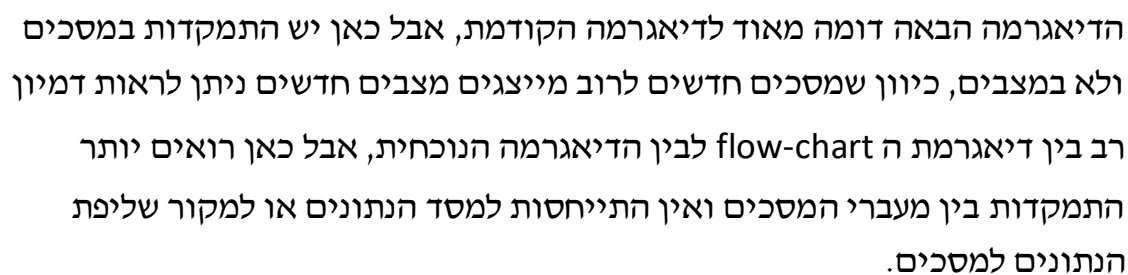 הדיאגרמה הבאה דומה מאוד לדיאגרמה הקודמת, אבל כאן יש התמקדות במסכים
ולא במצבים, כיוון שמסכים חדשים לרוב מייצגים מצבים חדשים ניתן לראות דמיון
רב בין דיאגרמת ה flow-chart לבין הדיאגרמה הנוכחית, אבל כאן רואים יותר
התמקדות בין מעברי המסכים ואין התייחסות למסד הנתונים או למקור שליפת
הנתונים למסכים.